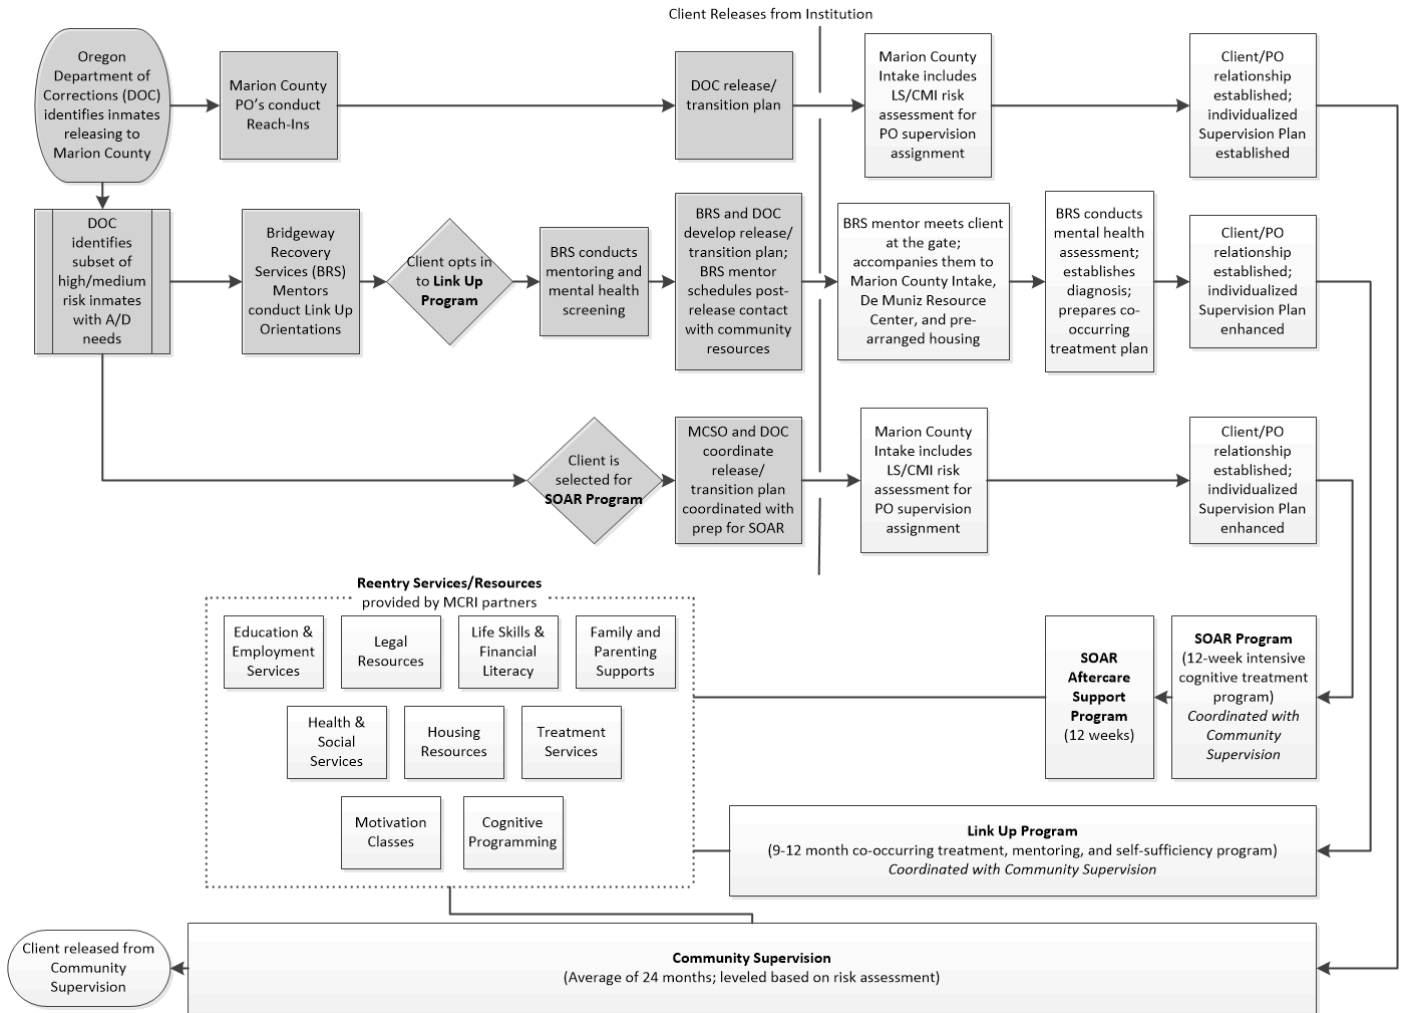 Client Releases from Institution
Oregon
Department of
Corrections (DOC)
identifies inmates
releasing to
Marion County
Marion County
PO's conduct
Reach-Ins
DOC release/
transition plan
Marion County
Intake includes
LS/CMI risk
assessment for
PO supervision
assignment
Client/PO
relationship
established;
individualized
Supervision Plan
established
DOC
identifies
subset of
high/medium
risk inmates
with A/D
needs
Bridgeway
Recovery
Services (BRS)
Mentors
conduct Link Up
Orientations
Client opts in
to Link Up
Program
BRS conducts
mentoring and
mental health
screening
BRS and DOC
develop release/
transition plan;
BRS mentor
schedules post-
release contact
with community
resources
BRS mentor meets client
at the gate;
accompanies them to
Marion County Intake,
De Muniz Resource
Center, and pre-
arranged housing
BRS conducts
mental health
assessment;
establishes
diagnosis;
prepares co-
occurring
treatment plan
Client/PO
relationship
established;
individualized
Supervision Plan
enhanced
Client is
selected for
SOAR Program
MCSO and DOC
coordinate
release/
transition plan
coordinated with
prep for SOAR
Marion County
Intake includes
LS/CMI risk
assessment for
PO supervision
assignment
Client/PO
relationship
established;
individualized
Supervision Plan
enhanced
Reentry Services/Resources
provided by MCRI partners
Education &
Employment
Services
Legal
Resources
Life Skills &
Financial
Literacy
Family and
Parenting
Supports
Health &
Social
Services
Housing
Resources
Treatment
Services
Motivation
Classes
Cognitive
Programming
SOAR
Aftercare
Support
Program
(12 weeks)
SOAR Program
(12-week intensive
cognitive treatment
program)
Coordinated with
Community
Supervision
Link Up Program
(9-12 month co-occurring treatment, mentoring, and self-sufficiency program)
Coordinated with Community Supervision
Client released from
Community
Supervision
Community Supervision
(Average of 24 months; leveled based on risk assessment)